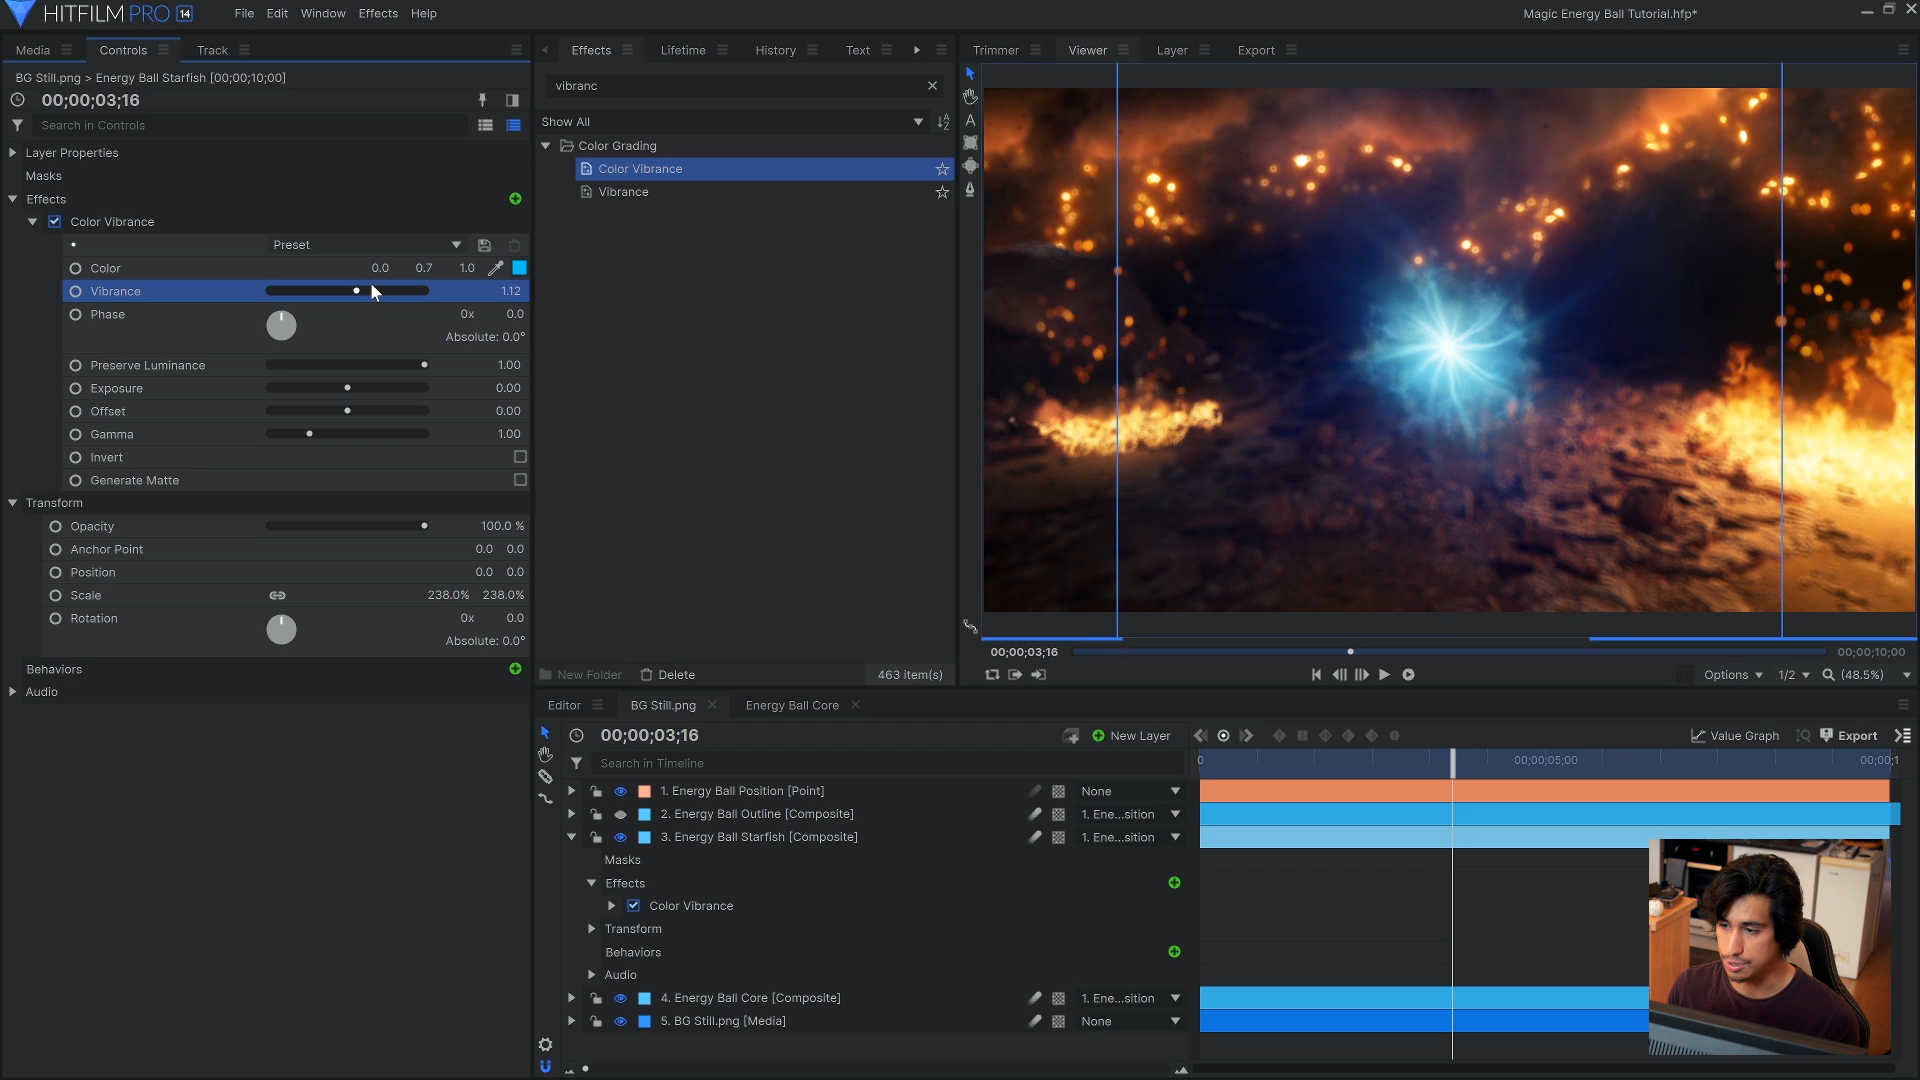 HITFILM PRO 14 File Edit Window Effects Help Magic Energy Ball Tutorial.hfp*
Media Controls Track
BG Still.png > Energy Ball Starfish [00;00;10;00]
00;00;03;16
Search in Controls
Layer Properties
Masks
Effects
Color Vibrance
Preset
Color 0.0 0.7 1.0
Vibrance 1.12
Phase 0x 0.0
Absolute: 0.0°
Preserve Luminance 1.00
Exposure 0.00
Offset 0.00
Gamma 1.00
Invert
Generate Matte
Transform
Opacity 100.0 %
Anchor Point 0.0 0.0
Position 0.0 0.0
Scale 238.0% 238.0%
Rotation 0x 0.0
Absolute: 0.0°
Behaviors
Audio
Effects Lifetime History Text
vibranc
Show All
Color Grading
Color Vibrance
Vibrance
New Folder Delete 463 item(s)
Trimmer Viewer Layer Export
00;00;03;16 00;00;10;00
Options 1/2 (48.5%)
Editor BG Still.png Energy Ball Core
00;00;03;16 New Layer Value Graph Export
Search in Timeline
0 00;00;05;00 00;00;1
1. Energy Ball Position [Point] None
2. Energy Ball Outline [Composite] 1. Ene...sition
3. Energy Ball Starfish [Composite] 1. Ene...sition
Masks
Effects
Color Vibrance
Transform
Behaviors
Audio
4. Energy Ball Core [Composite] 1. Ene...sition
5. BG Still.png [Media] None